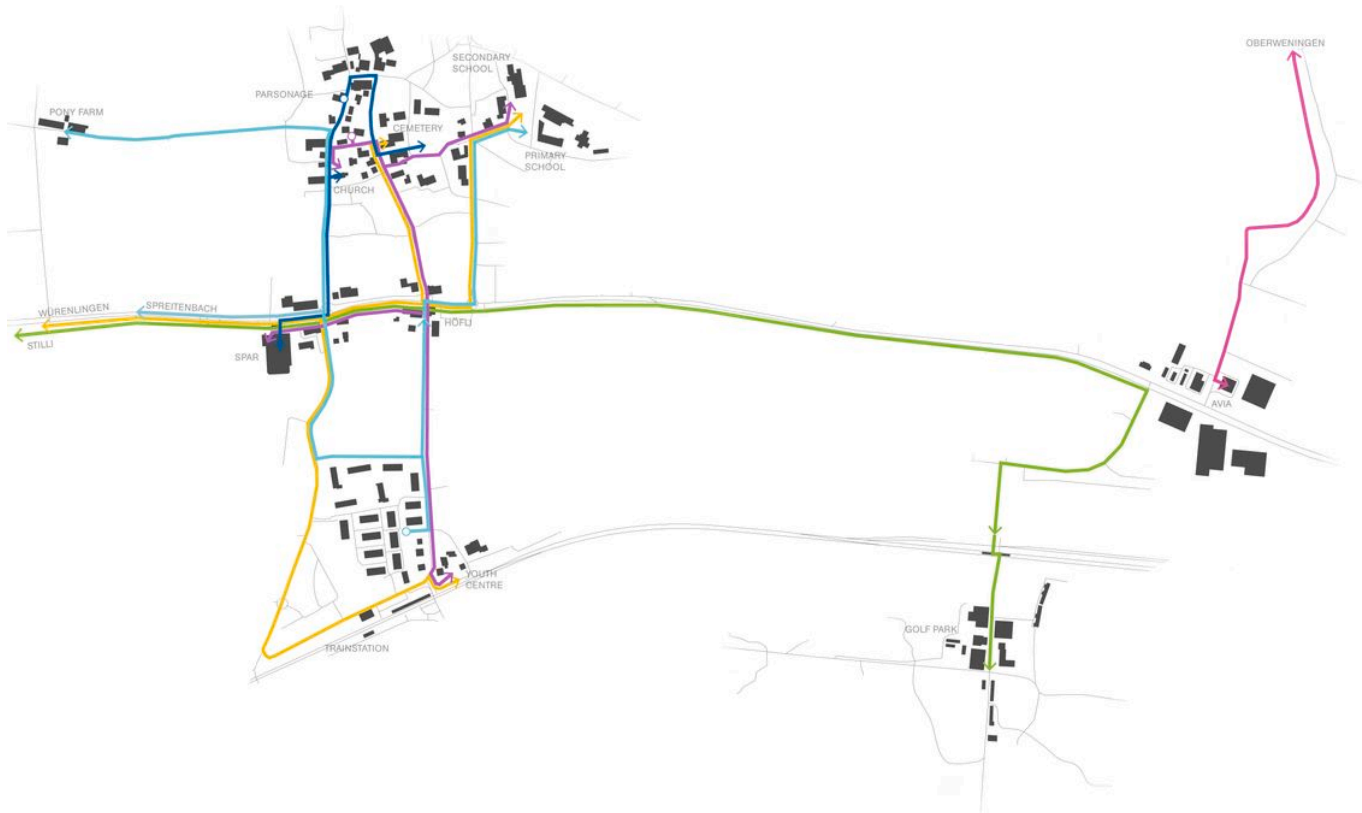 OBERWENINGEN
SECONDARY
SCHOOL
PARSONAGE
PONY FARM
CEMETERY
PRIMARY
SCHOOL
CHURCH
WÜRENLINGEN
SPREITENBACH
HÖFLI
STILLI
SPAR
AVIA
YOUTH
CENTRE
GOLF PARK
TRAINSTATION